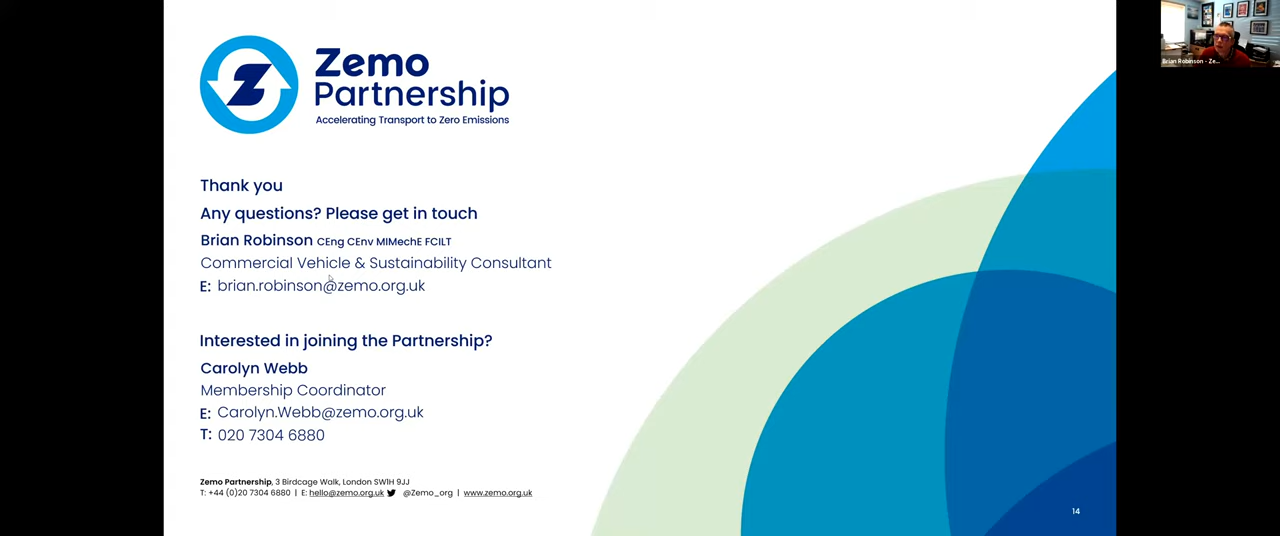 Zemo
Partnership
Accelerating Transport to Zero Emissions
Thank you
Any questions? Please get in touch
Brian Robinson CEng CEnv MIMechE FCILT
Commercial Vehicle & Sustainability Consultant
E: brian.robinson@zemo.org.uk
Interested in joining the Partnership?
Carolyn Webb
Membership Coordinator
E: Carolyn.Webb@zemo.org.uk
T: 020 7304 6880
Zemo Partnership, 3 Birdcage Walk, London SW1H 9JJ
T: +44 (0)20 7304 6880 | E: hello@zemo.org.uk @Zemo_org | www.zemo.org.uk
14
Brian Robinson - Ze...